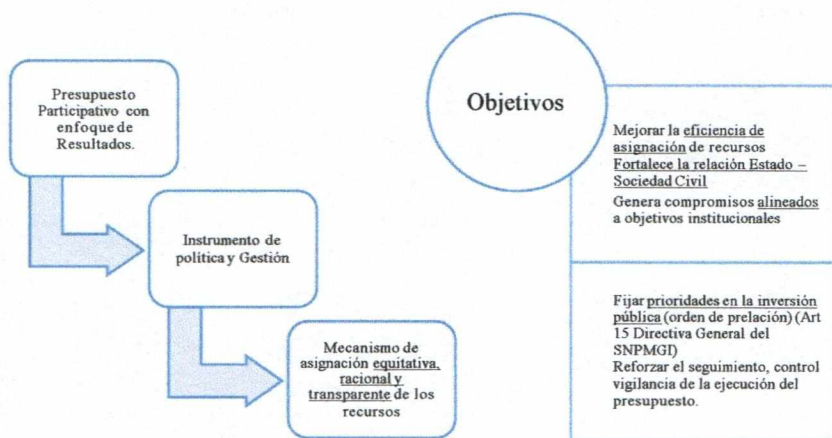 Presupuesto
Participativo con
enfoque de
Resultados.
Instrumento de
política y Gestión
Mecanismo de
asignación equitativa,
racional y
transparente de los
recursos
Objetivos
Mejorar la eficiencia de
asignación de recursos
Fortalece la relación Estado –
Sociedad Civil
Genera compromisos alineados
a objetivos institucionales
Fijar prioridades en la inversión
pública (orden de prelación) (Art
15 Directiva General del
SNPMGI)
Reforzar el seguimiento, control
vigilancia de la ejecución del
presupuesto.